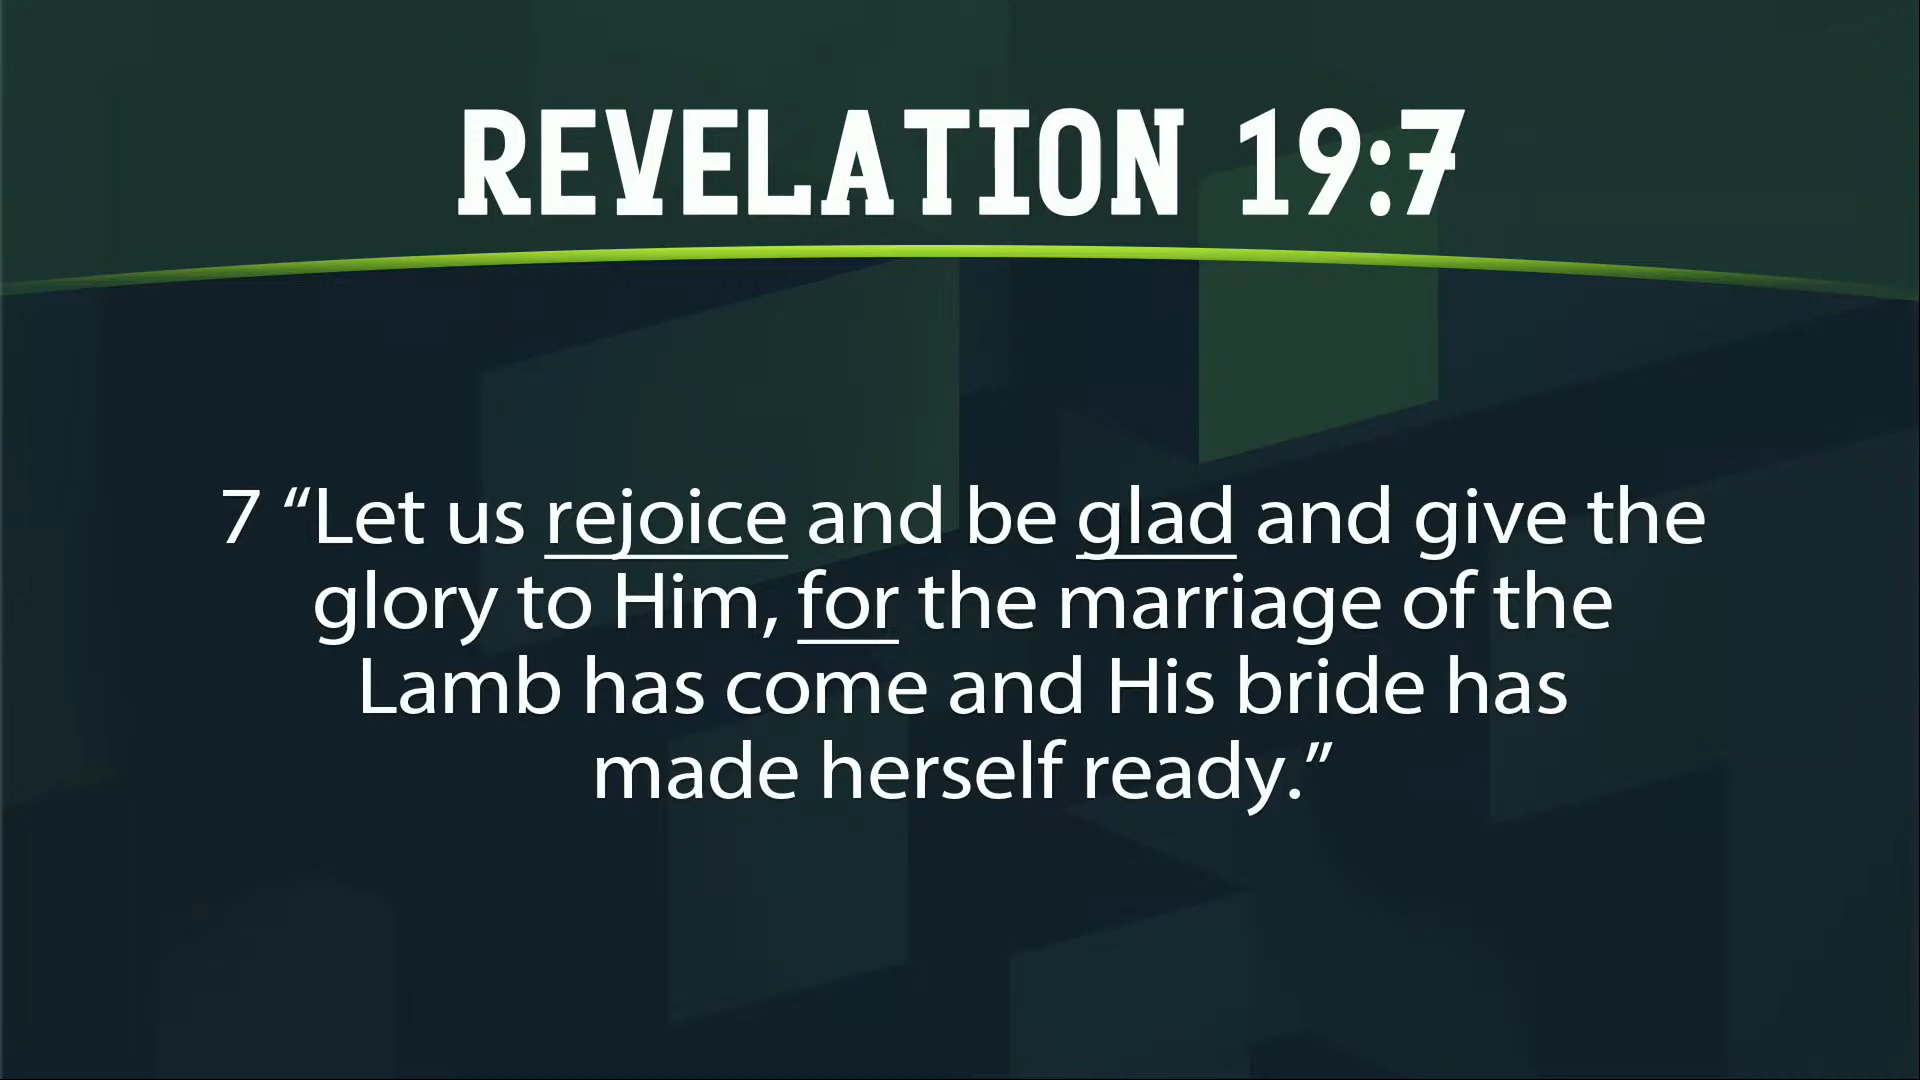 REVELATION 19:7
7 “Let us rejoice and be glad and give the
glory to Him, for the marriage of the
Lamb has come and His bride has
made herself ready.”